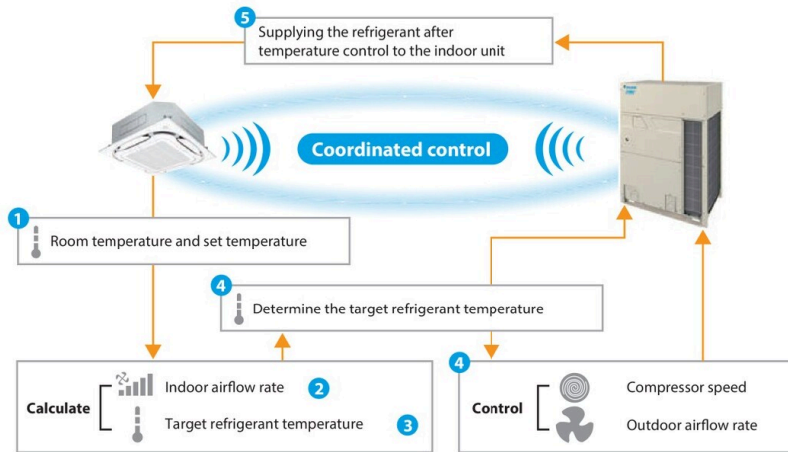 5
Supplying the refrigerant after
temperature control to the indoor unit
Coordinated control
1
Room temperature and set temperature
4
Determine the target refrigerant temperature
Calculate
Indoor airflow rate
2
Target refrigerant temperature
3
4
Control
Compressor speed
Outdoor airflow rate